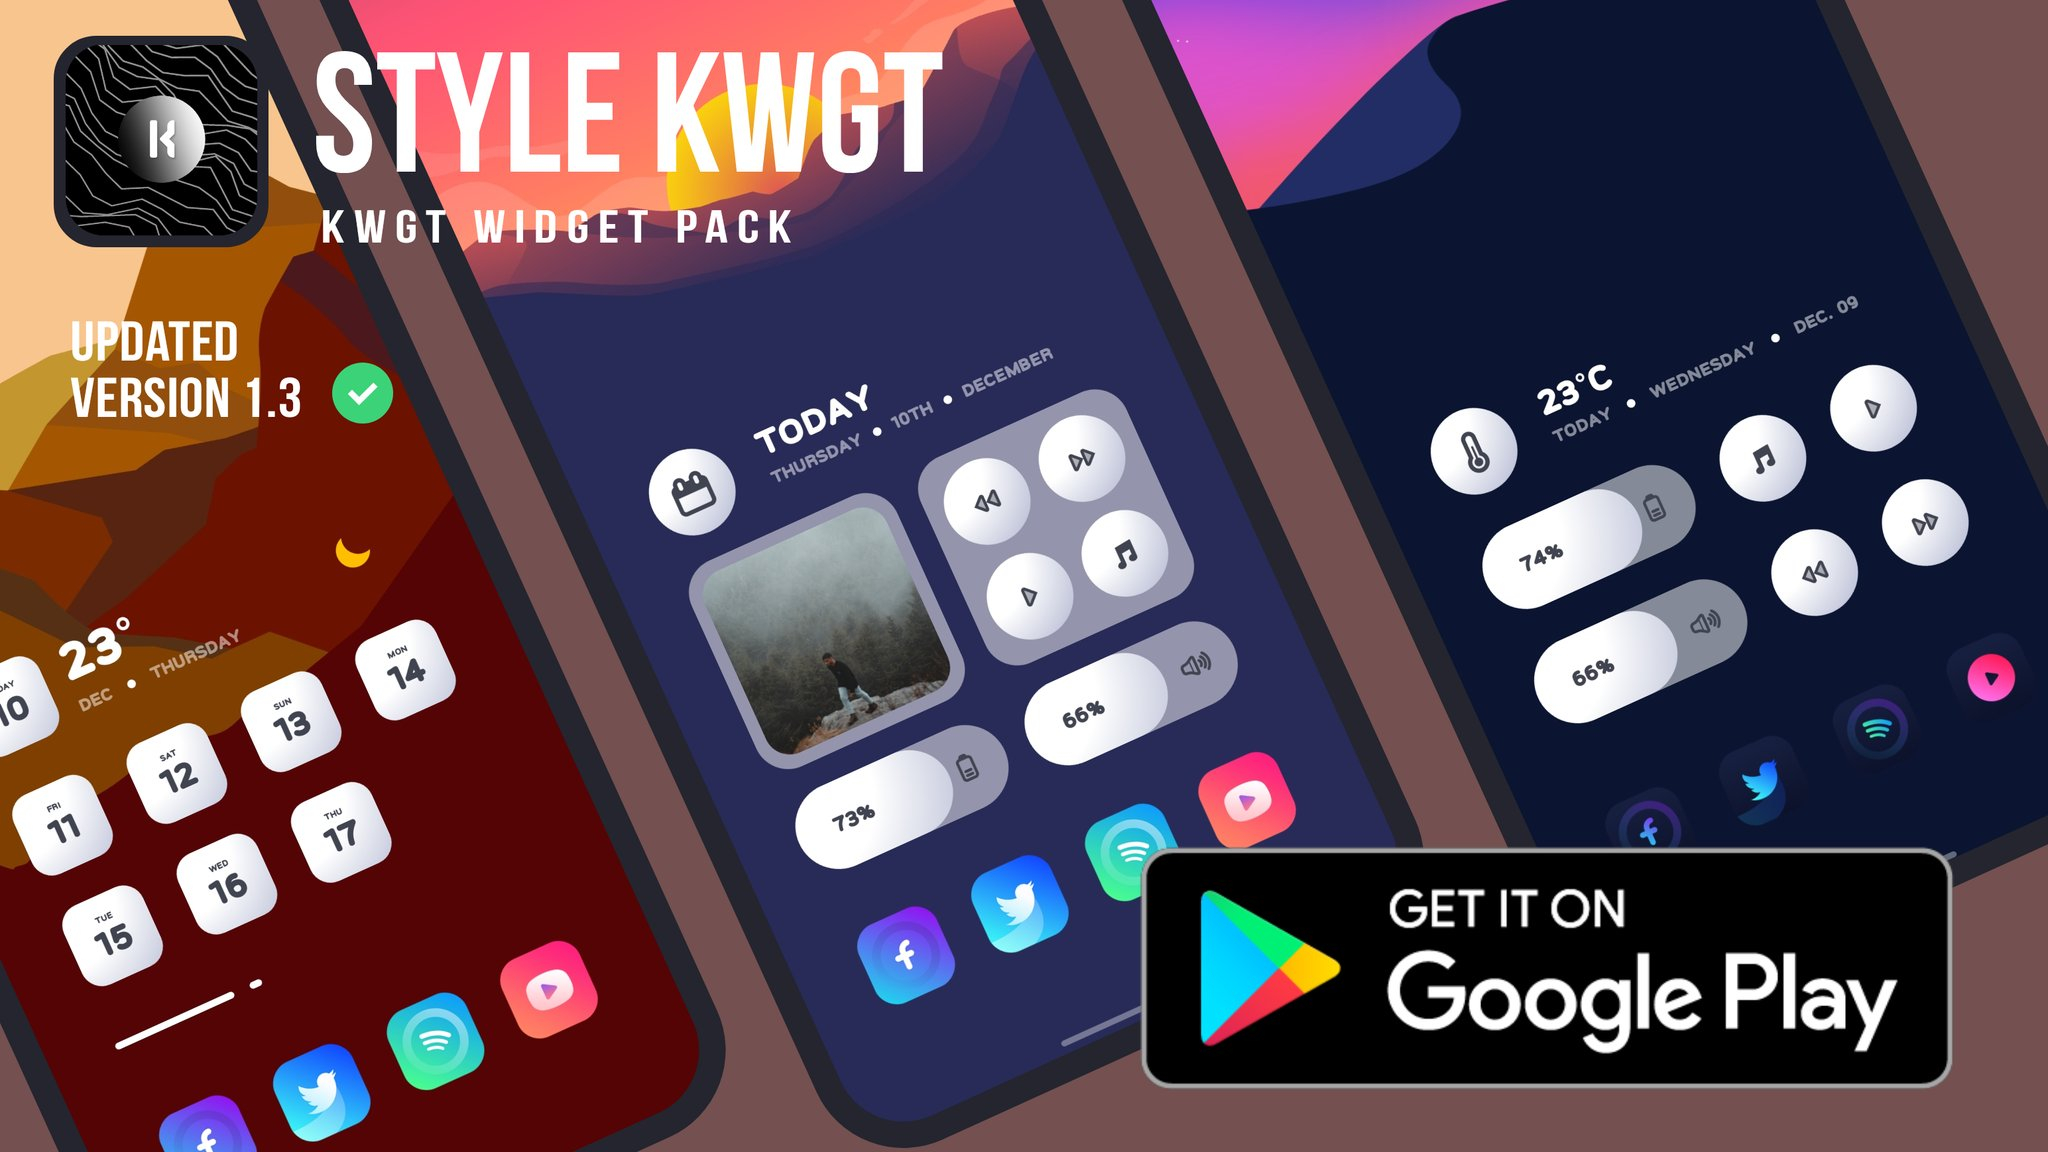 STYLE KWGT
KWGT WIDGET PACK
UPDATED
VERSION 1.3
23°
DEC • THURSDAY
10
FRI
11
SAT
12
SUN
13
MON
14
TUE
15
WED
16
THU
17
TODAY
THURSDAY • 10TH • DECEMBER
66%
73%
23°C
TODAY • WEDNESDAY • DEC. 09
74%
66%
GET IT ON
Google Play